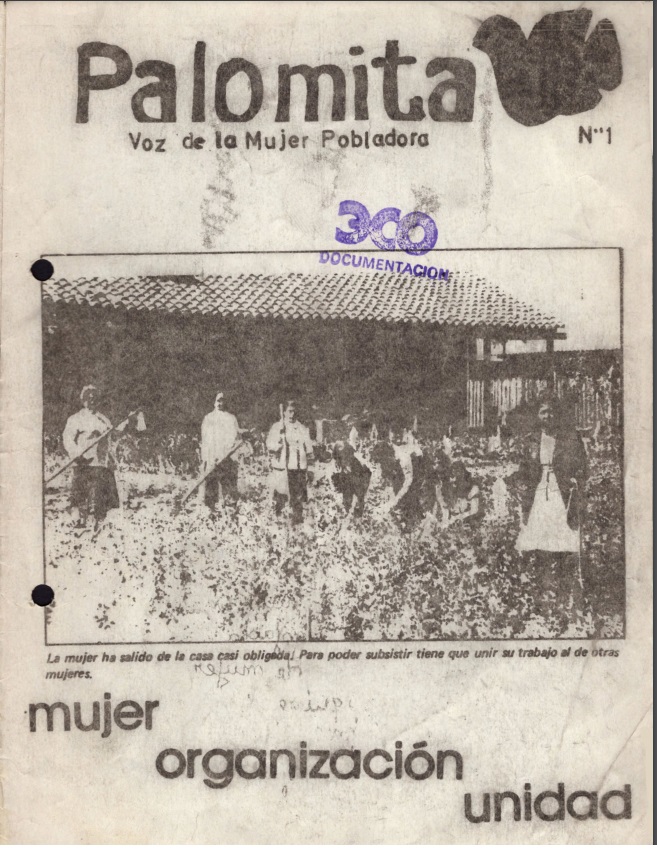 Palomita
Voz de la Mujer Pobladora
N°1
ECO
DOCUMENTACION
La mujer ha salido de la casa casi obligada. Para poder subsistir tiene que unir su trabajo al de otras
mujeres.
mujer
organización
unidad